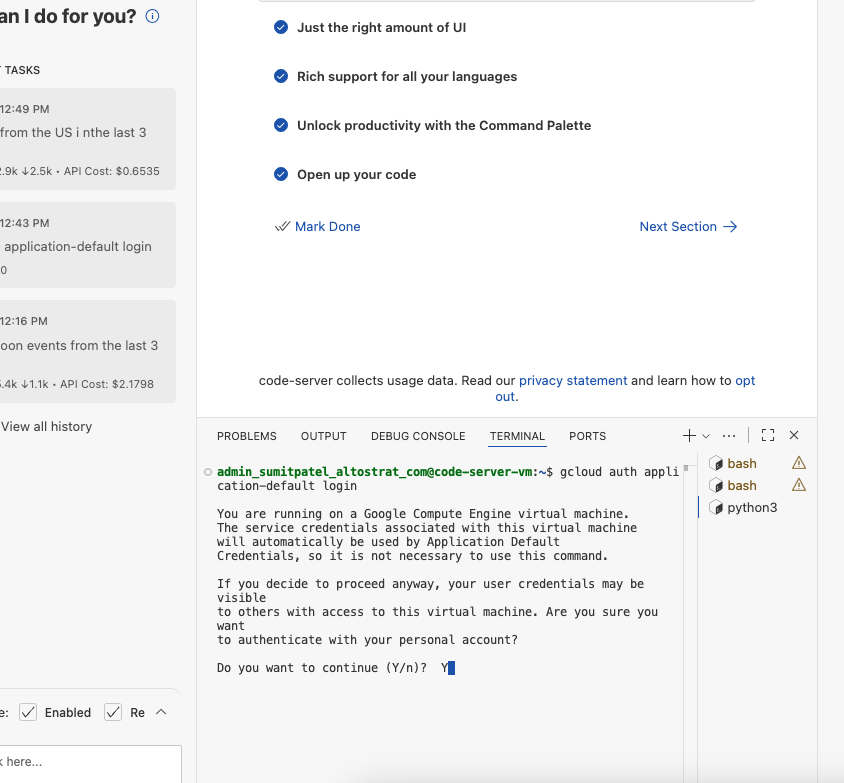 an I do for you?
TASKS
12:49 PM
from the US i nthe last 3
.9k ↓2.5k • API Cost: $0.6535
12:43 PM
application-default login
0
12:16 PM
oon events from the last 3
.4k ↓1.1k • API Cost: $2.1798
View all history
e: Enabled Re
k here...
Just the right amount of UI
Rich support for all your languages
Unlock productivity with the Command Palette
Open up your code
Mark Done
Next Section
code-server collects usage data. Read our privacy statement and learn how to opt
out.
PROBLEMS OUTPUT DEBUG CONSOLE TERMINAL PORTS
admin_sumitpatel_altostrat_com@code-server-vm:~$ gcloud auth appli
cation-default login
You are running on a Google Compute Engine virtual machine.
The service credentials associated with this virtual machine
will automatically be used by Application Default
Credentials, so it is not necessary to use this command.
If you decide to proceed anyway, your user credentials may be
visible
to others with access to this virtual machine. Are you sure you
want
to authenticate with your personal account?
Do you want to continue (Y/n)?  Y
bash
bash
python3